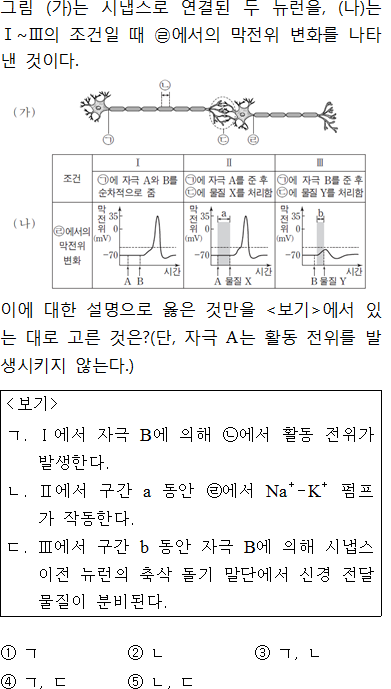 그림 (가)는 시냅스로 연결된 두 뉴런을, (나)는
Ⅰ~Ⅲ의 조건일 때 ㉣에서의 막전위 변화를 나타
낸 것이다.
(가)
㉠
㉡
㉢
㉣
(나)
조건
Ⅰ
Ⅱ
Ⅲ
㉠에 자극 A와 B를
순차적으로 줌
㉠에 자극 A를 준 후
㉢에 물질 X를 처리함
㉠에 자극 B를 준 후
㉢에 물질 Y를 처리함
㉣에서의
막전위
변화
막전위(mV)
35
0
-70
A B
시간
막전위(mV)
35
0
-70
a
A 물질 X
시간
막전위(mV)
35
0
-70
b
B 물질 Y
시간
이에 대한 설명으로 옳은 것만을 <보기>에서 있
는 대로 고른 것은?(단, 자극 A는 활동 전위를 발
생시키지 않는다.)
<보기>
ㄱ. Ⅰ에서 자극 B에 의해 ㉡에서 활동 전위가
발생한다.
ㄴ. Ⅱ에서 구간 a 동안 ㉣에서 Na⁺-K⁺ 펌프
가 작동한다.
ㄷ. Ⅲ에서 구간 b 동안 자극 B에 의해 시냅스
이전 뉴런의 축삭 돌기 말단에서 신경 전달
물질이 분비된다.
① ㄱ ② ㄴ ③ ㄱ, ㄴ
④ ㄱ, ㄷ ⑤ ㄴ, ㄷ